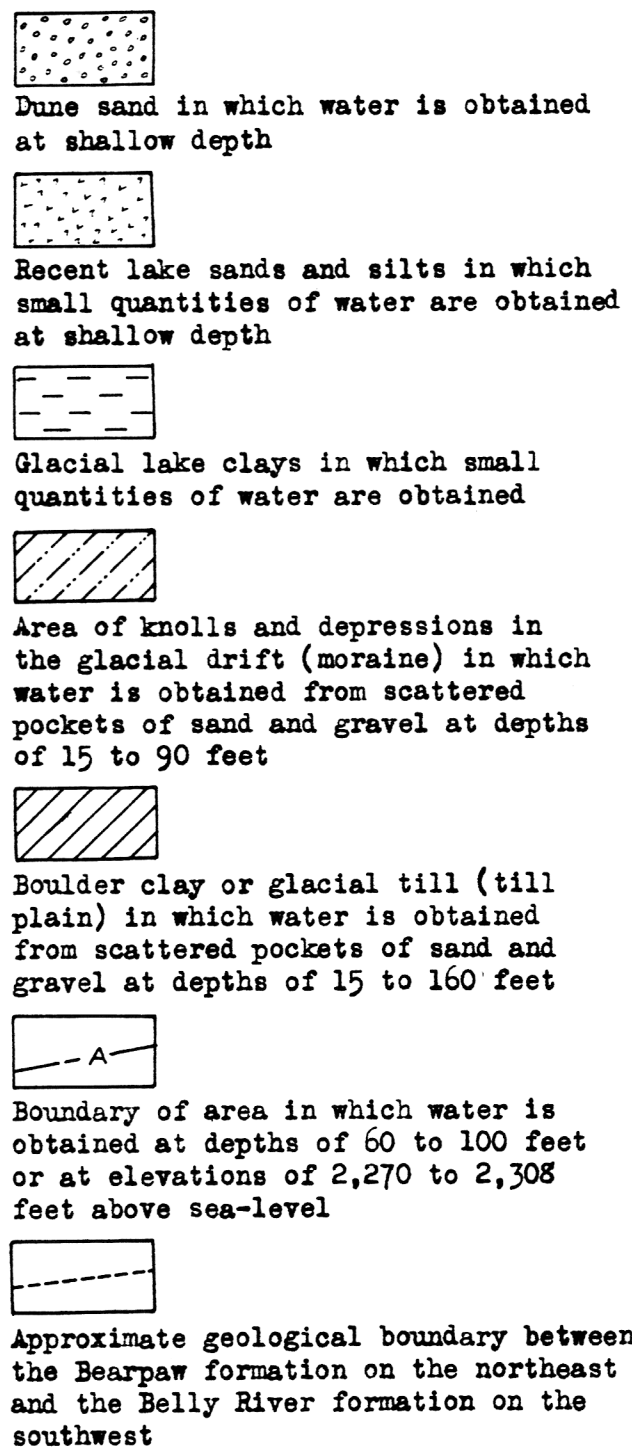 Dune sand in which water is obtained
at shallow depth
Recent lake sands and silts in which
small quantities of water are obtained
at shallow depth
Glacial lake clays in which small
quantities of water are obtained
Area of knolls and depressions in
the glacial drift (moraine) in which
water is obtained from scattered
pockets of sand and gravel at depths
of 15 to 90 feet
Boulder clay or glacial till (till
plain) in which water is obtained
from scattered pockets of sand and
gravel at depths of 15 to 160 feet
A
Boundary of area in which water is
obtained at depths of 60 to 100 feet
or at elevations of 2,270 to 2,308
feet above sea-level
Approximate geological boundary between
the Bearpaw formation on the northeast
and the Belly River formation on the
southwest